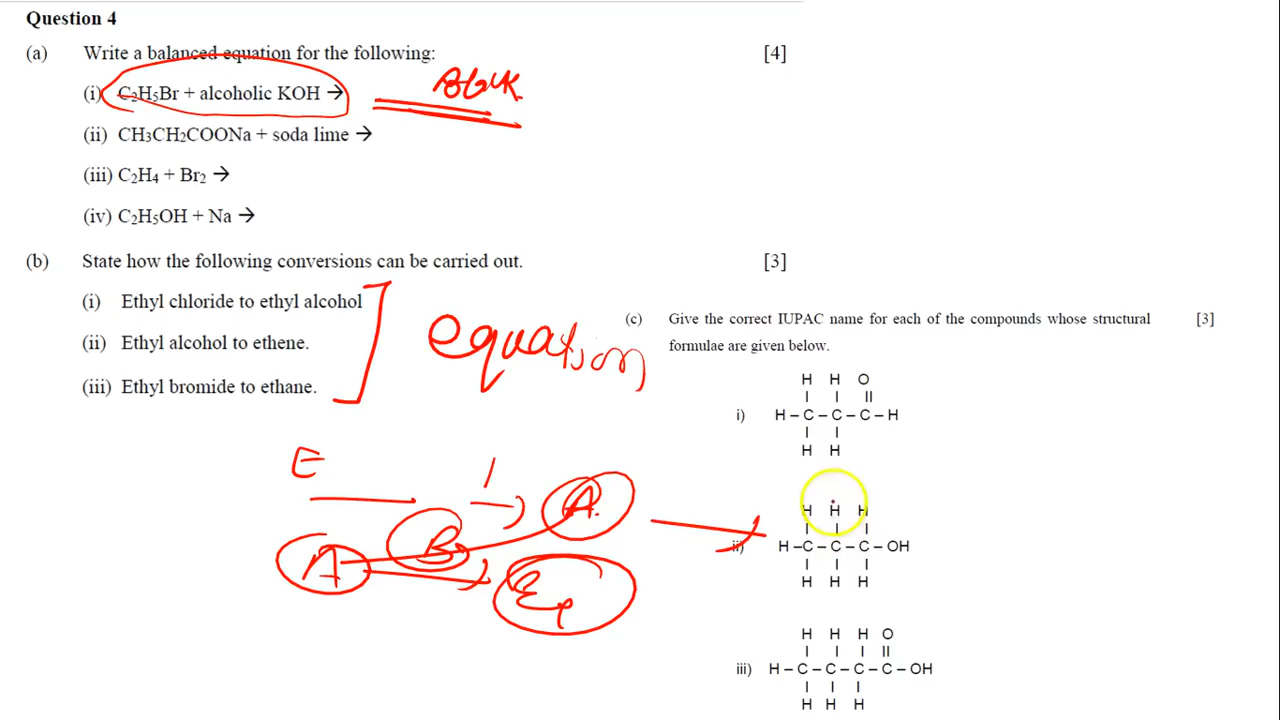 Question 4
(a) Write a balanced equation for the following: [4]
(i) C₂H₅Br + alcoholic KOH →
(ii) CH₃CH₂COONa + soda lime →
(iii) C₂H₄ + Br₂ →
(iv) C₂H₅OH + Na →
(b) State how the following conversions can be carried out. [3]
(i) Ethyl chloride to ethyl alcohol
(ii) Ethyl alcohol to ethene.
(iii) Ethyl bromide to ethane.
equation
E
A B A.
(c) Give the correct IUPAC name for each of the compounds whose structural [3]
formulae are given below.
H H O
i) H – C – C – C – H
H H
H H H
ii) H – C – C – C – OH
H H H
H H H O
iii) H – C – C – C – C – OH
H H H